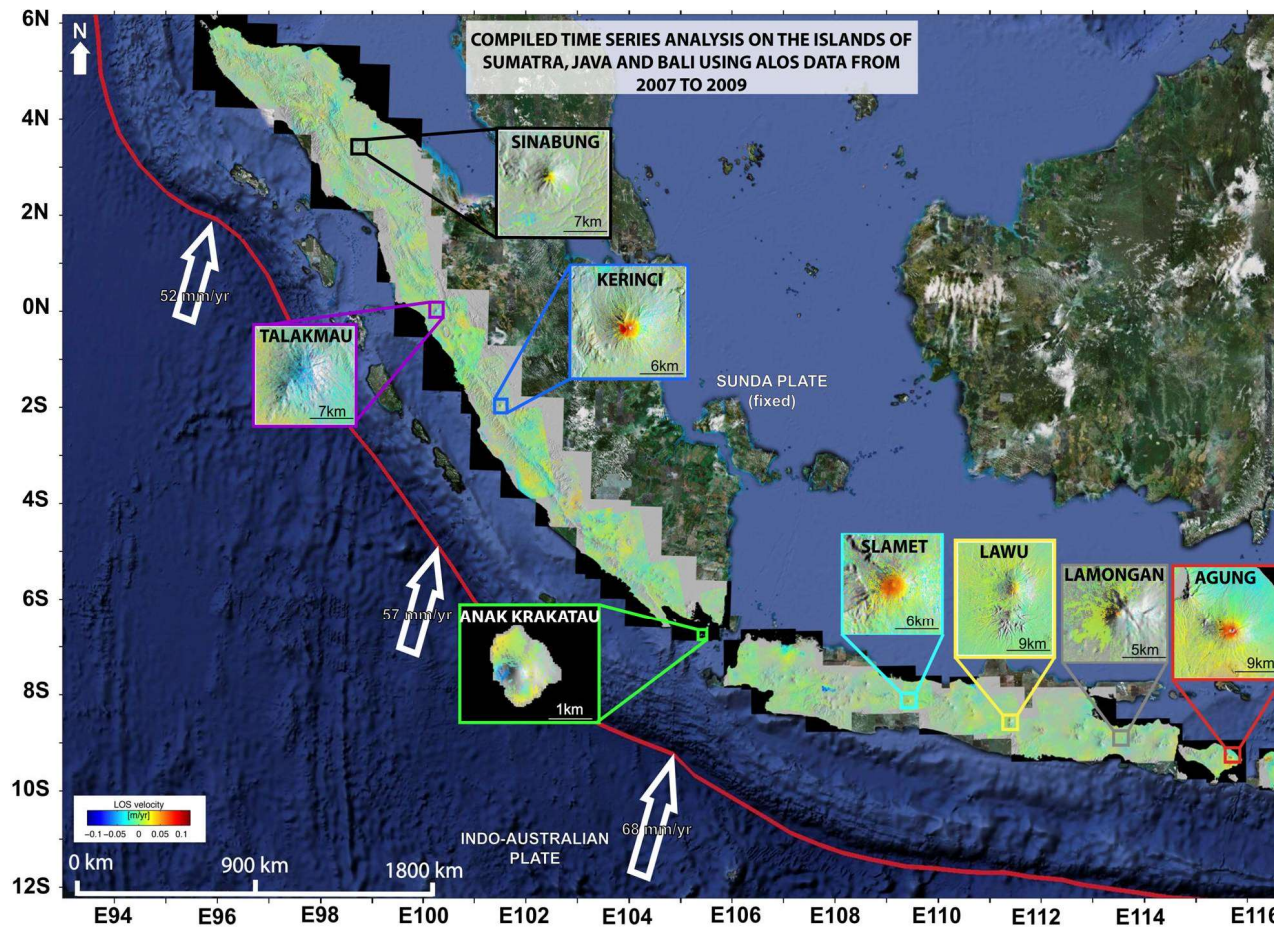 COMPILED TIME SERIES ANALYSIS ON THE ISLANDS OF
SUMATRA, JAVA AND BALI USING ALOS DATA FROM
2007 TO 2009
N
6N
4N
2N
0N
2S
4S
6S
8S
10S
12S
SINABUNG
7km
KERINCI
6km
52 mm/yr
TALAKMAU
7km
SUNDA PLATE
(fixed)
57 mm/yr
ANAK KRAKATAU
1km
SLAMET
6km
LAWU
9km
LAMONGAN
5km
AGUNG
9km
68 mm/yr
INDO-AUSTRALIAN
PLATE
LOS velocity
[m/yr]
−0.1 −0.05 0 0.05 0.1
0 km 900 km 1800 km
E94 E96 E98 E100 E102 E104 E106 E108 E110 E112 E114 E116